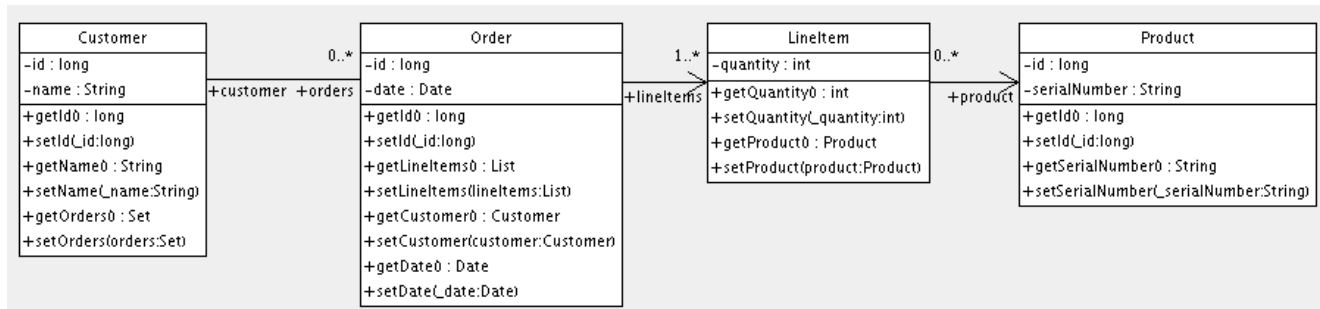 Customer
-id : long
-name : String
+getId() : long
+setId(_id:long)
+getName() : String
+setName(_name:String)
+getOrders() : Set
+setOrders(orders:Set)
0..*
+customer +orders
Order
-id : long
-date : Date
+getId() : long
+setId(_id:long)
+getLineItems() : List
+setLineItems(lineItems:List)
+getCustomer() : Customer
+setCustomer(customer:Customer)
+getDate() : Date
+setDate(_date:Date)
1..*
+lineItems
LineItem
-quantity : int
+getQuantity() : int
+setQuantity(_quantity:int)
+getProduct() : Product
+setProduct(product:Product)
0..*
+product
Product
-id : long
-serialNumber : String
+getId() : long
+setId(_id:long)
+getSerialNumber() : String
+setSerialNumber(_serialNumber:String)